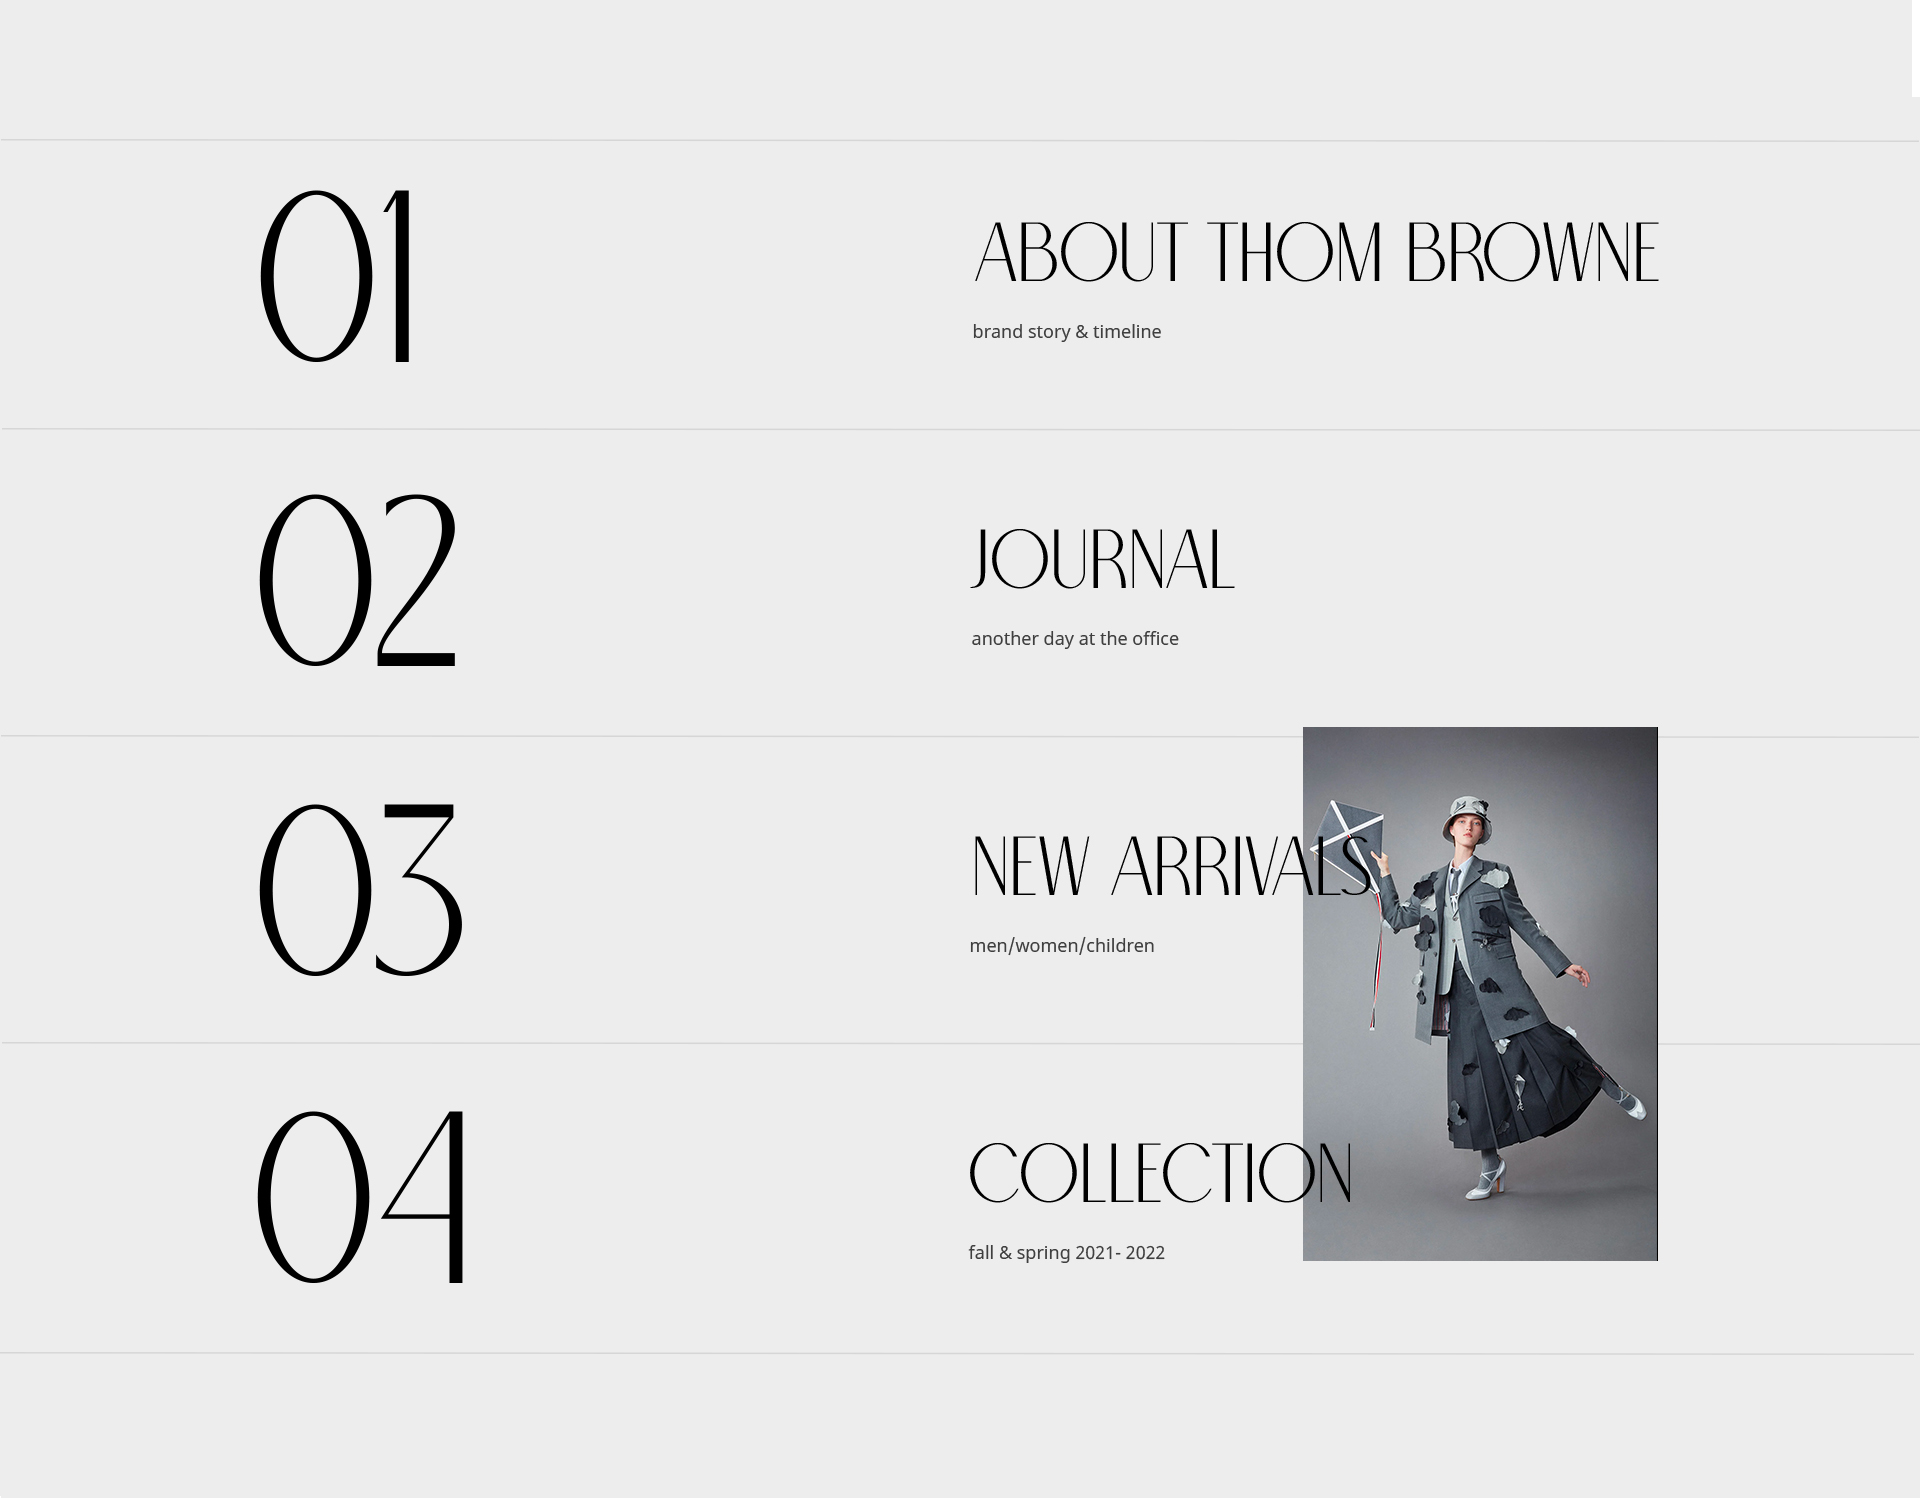 01
ABOUT THOM BROWNE
brand story & timeline
02
JOURNAL
another day at the office
03
NEW ARRIVALS
men/women/children
04
COLLECTION
fall & spring 2021- 2022